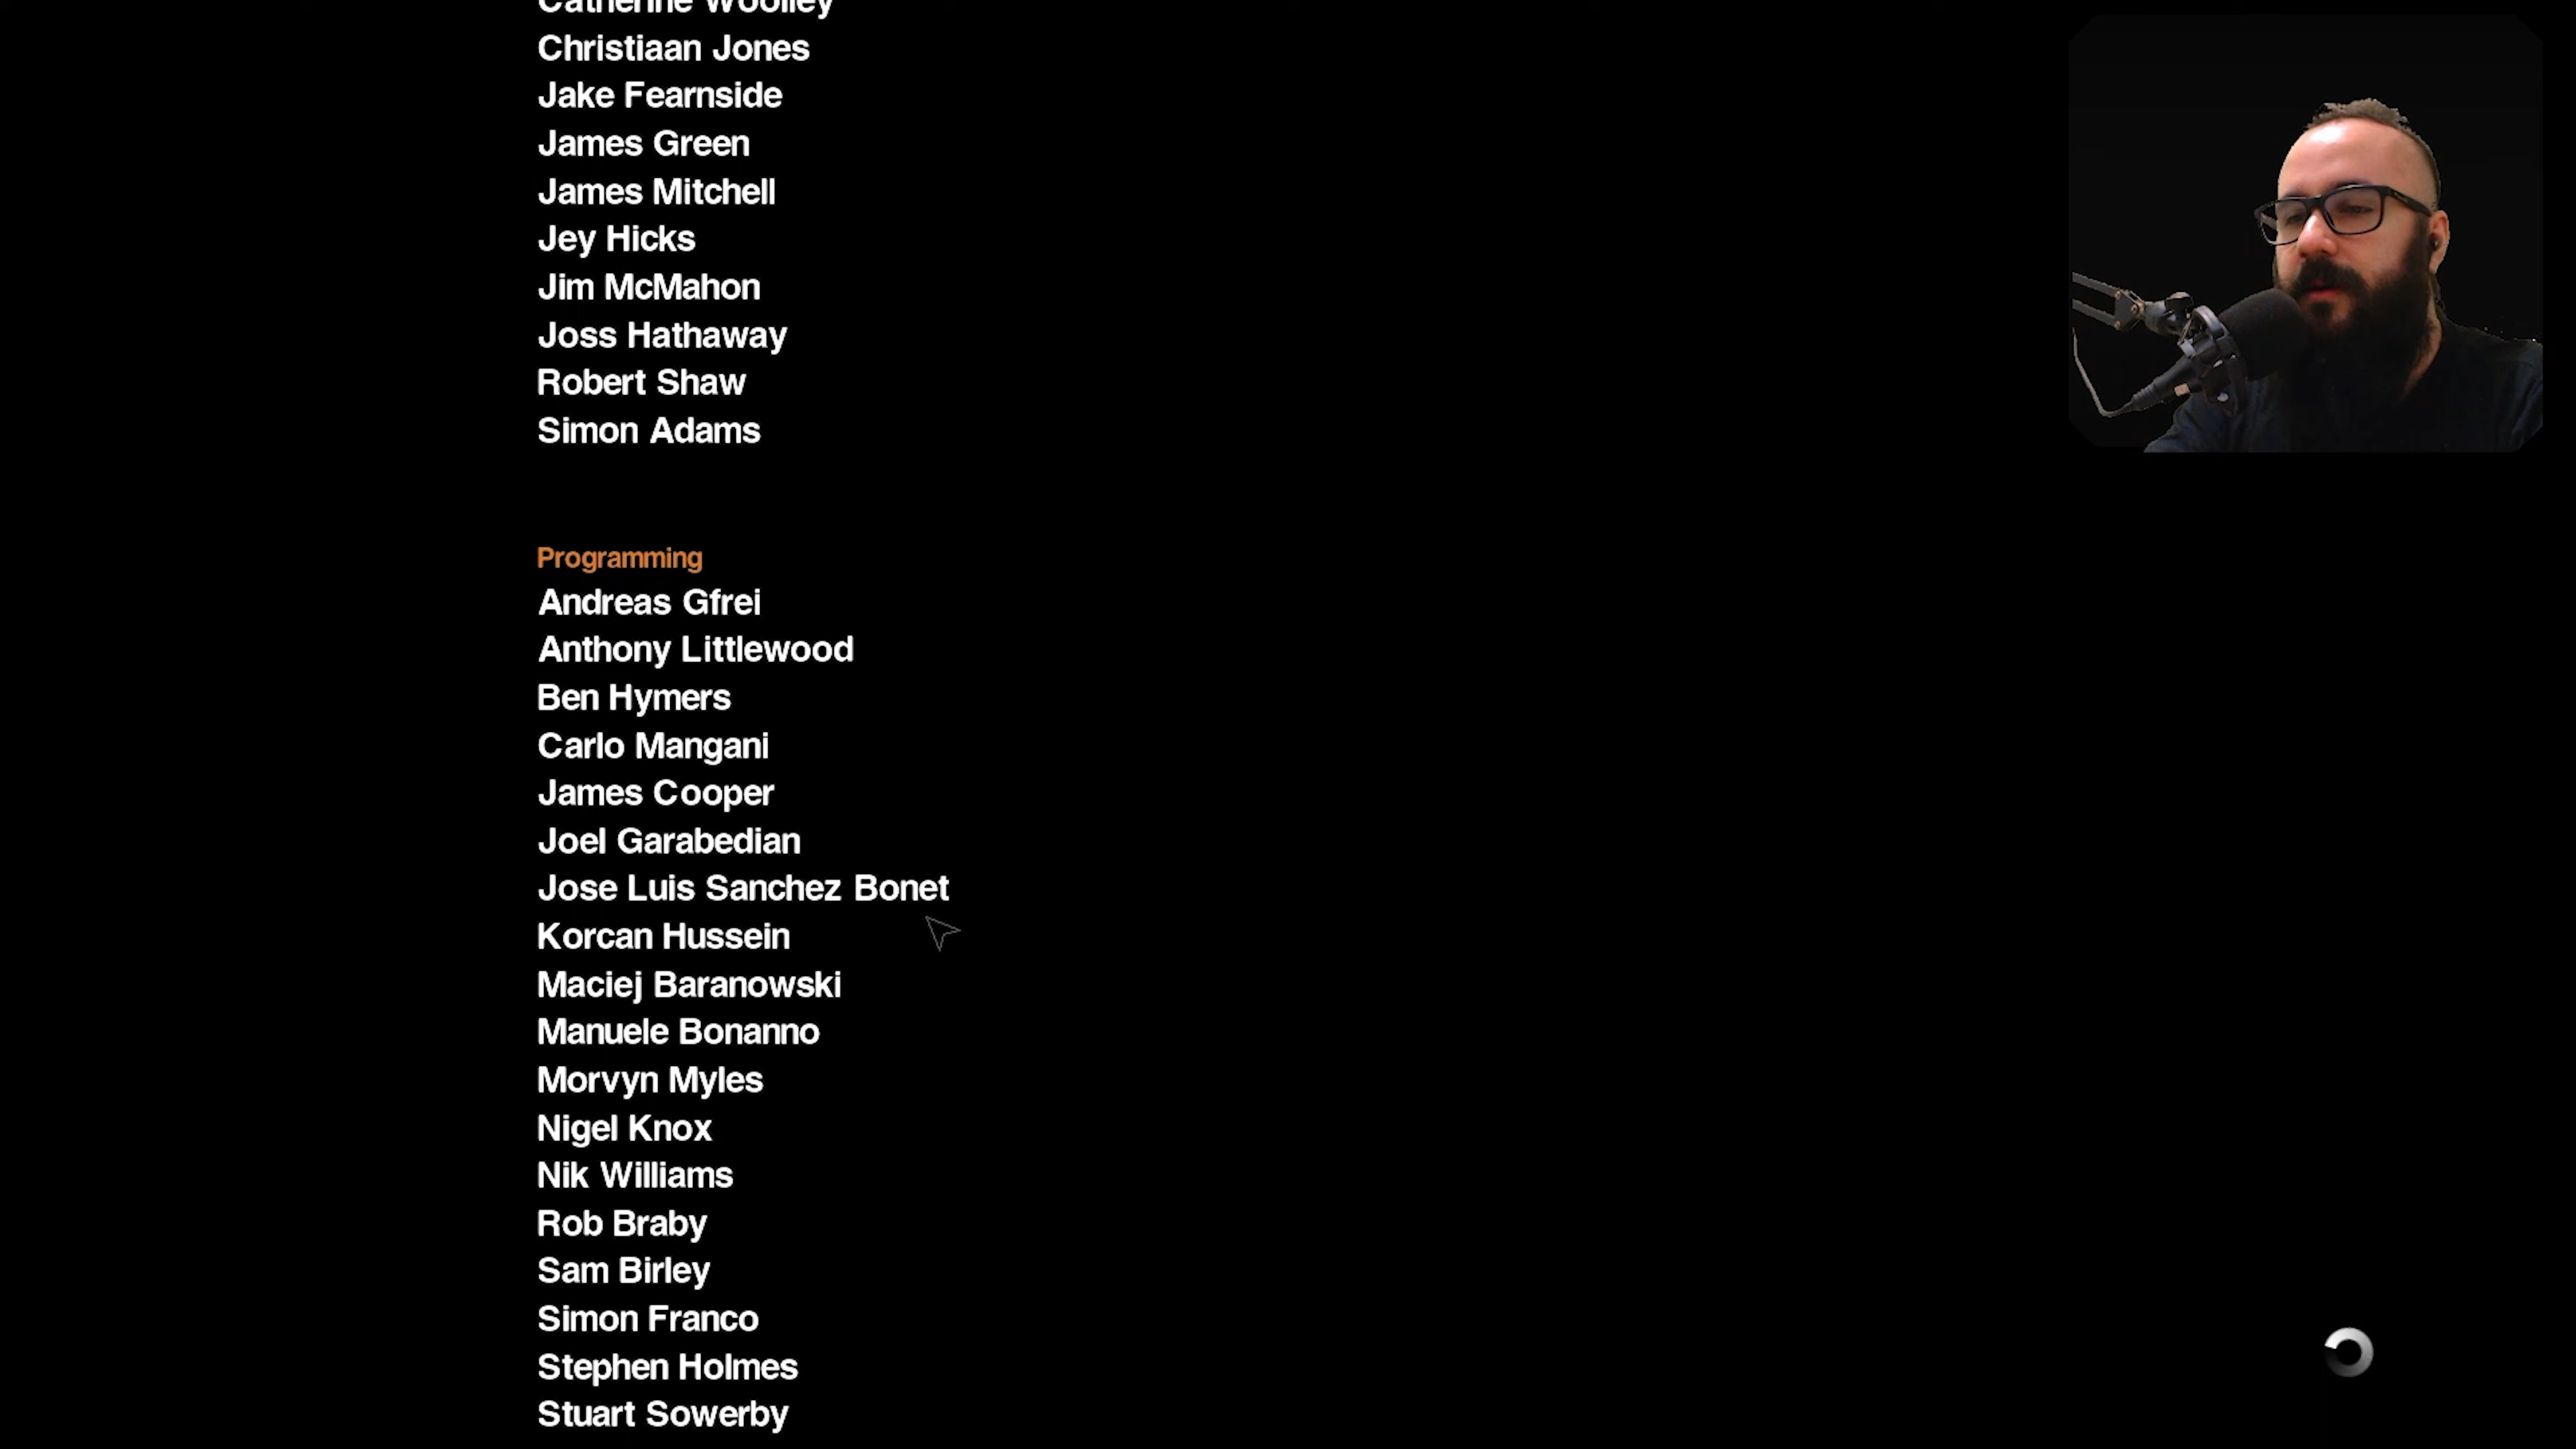 Catherine Woolley
Christiaan Jones
Jake Fearnside
James Green
James Mitchell
Jey Hicks
Jim McMahon
Joss Hathaway
Robert Shaw
Simon Adams
Programming
Andreas Gfrei
Anthony Littlewood
Ben Hymers
Carlo Mangani
James Cooper
Joel Garabedian
Jose Luis Sanchez Bonet
Korcan Hussein
Maciej Baranowski
Manuele Bonanno
Morvyn Myles
Nigel Knox
Nik Williams
Rob Braby
Sam Birley
Simon Franco
Stephen Holmes
Stuart Sowerby